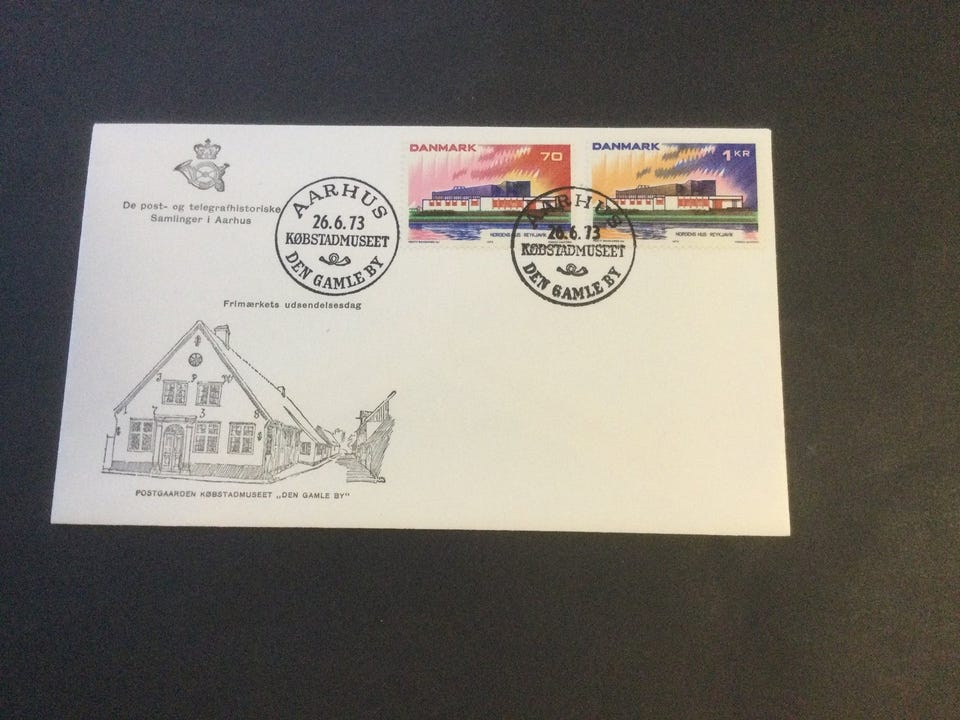 De post- og telegrafhistoriske
Samlinger i Aarhus
AARHUS
26.6.73
KØBSTADMUSEET
DEN GAMLE BY
DANMARK 70
NORDENS HUS REYKJAVIK
DANMARK 1 KR
NORDENS HUS REYKJAVIK
AARHUS
26.6.73
KØBSTADMUSEET
DEN GAMLE BY
Frimærkets udsendelsesdag
POSTGAARDEN KØBSTADMUSEET „DEN GAMLE BY"